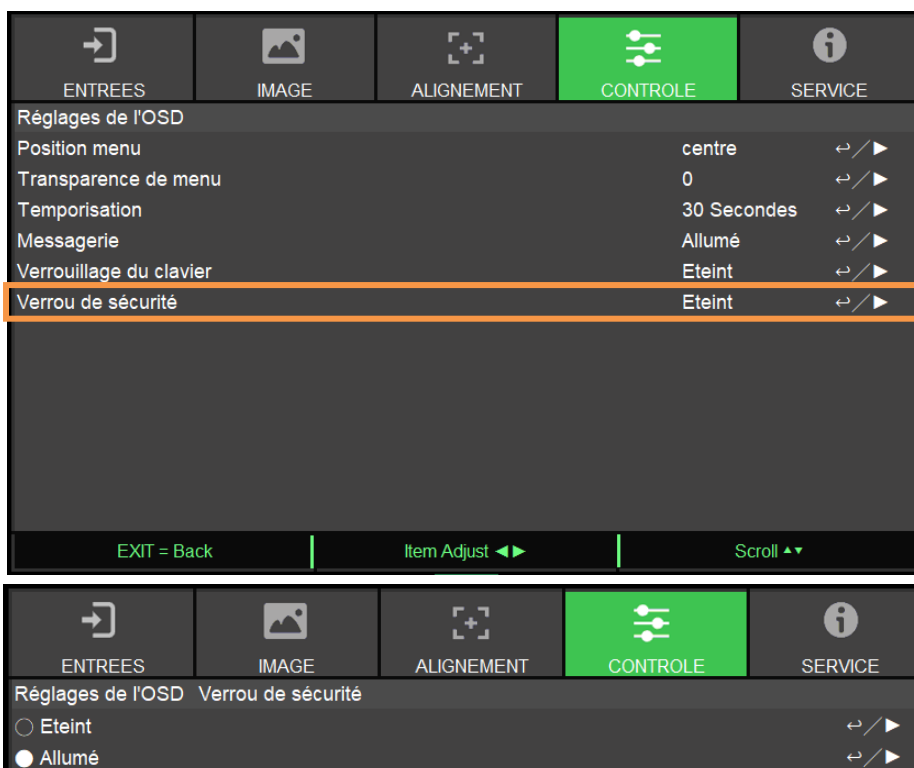 ENTREES IMAGE ALIGNEMENT CONTROLE SERVICE
Réglages de l'OSD
Position menu centre ↩/►
Transparence de menu 0 ↩/►
Temporisation 30 Secondes ↩/►
Messagerie Allumé ↩/►
Verrouillage du clavier Eteint ↩/►
Verrou de sécurité Eteint ↩/►
EXIT = Back Item Adjust ◄► Scroll ▲▼
ENTREES IMAGE ALIGNEMENT CONTROLE SERVICE
Réglages de l'OSD Verrou de sécurité
○ Eteint ↩/►
● Allumé ↩/►